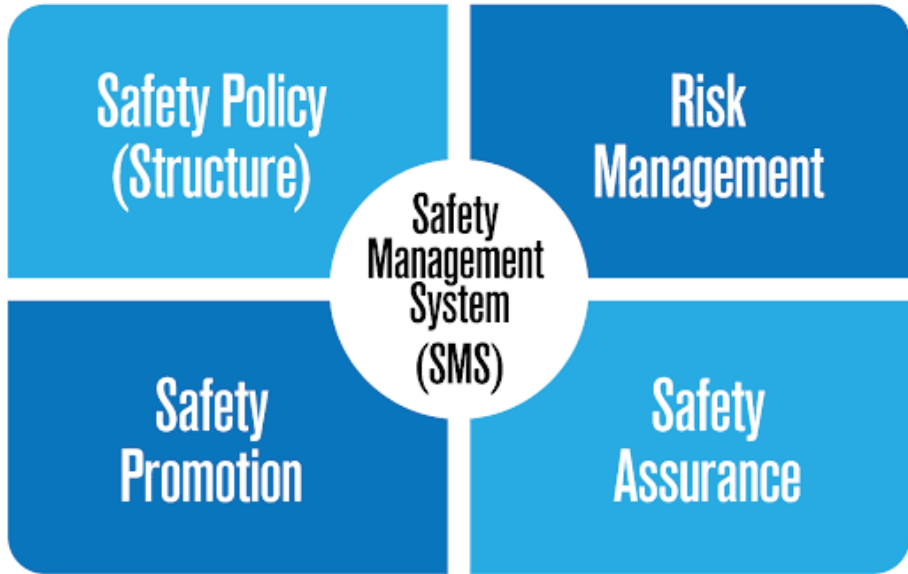 Safety Policy
(Structure)
Risk
Management
Safety
Management
System
(SMS)
Safety
Promotion
Safety
Assurance